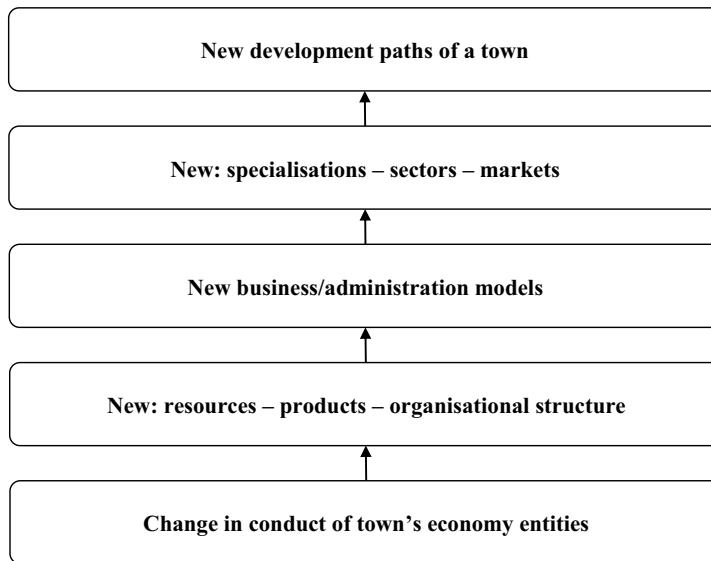 New development paths of a town
New: specialisations – sectors – markets
New business/administration models
New: resources – products – organisational structure
Change in conduct of town’s economy entities